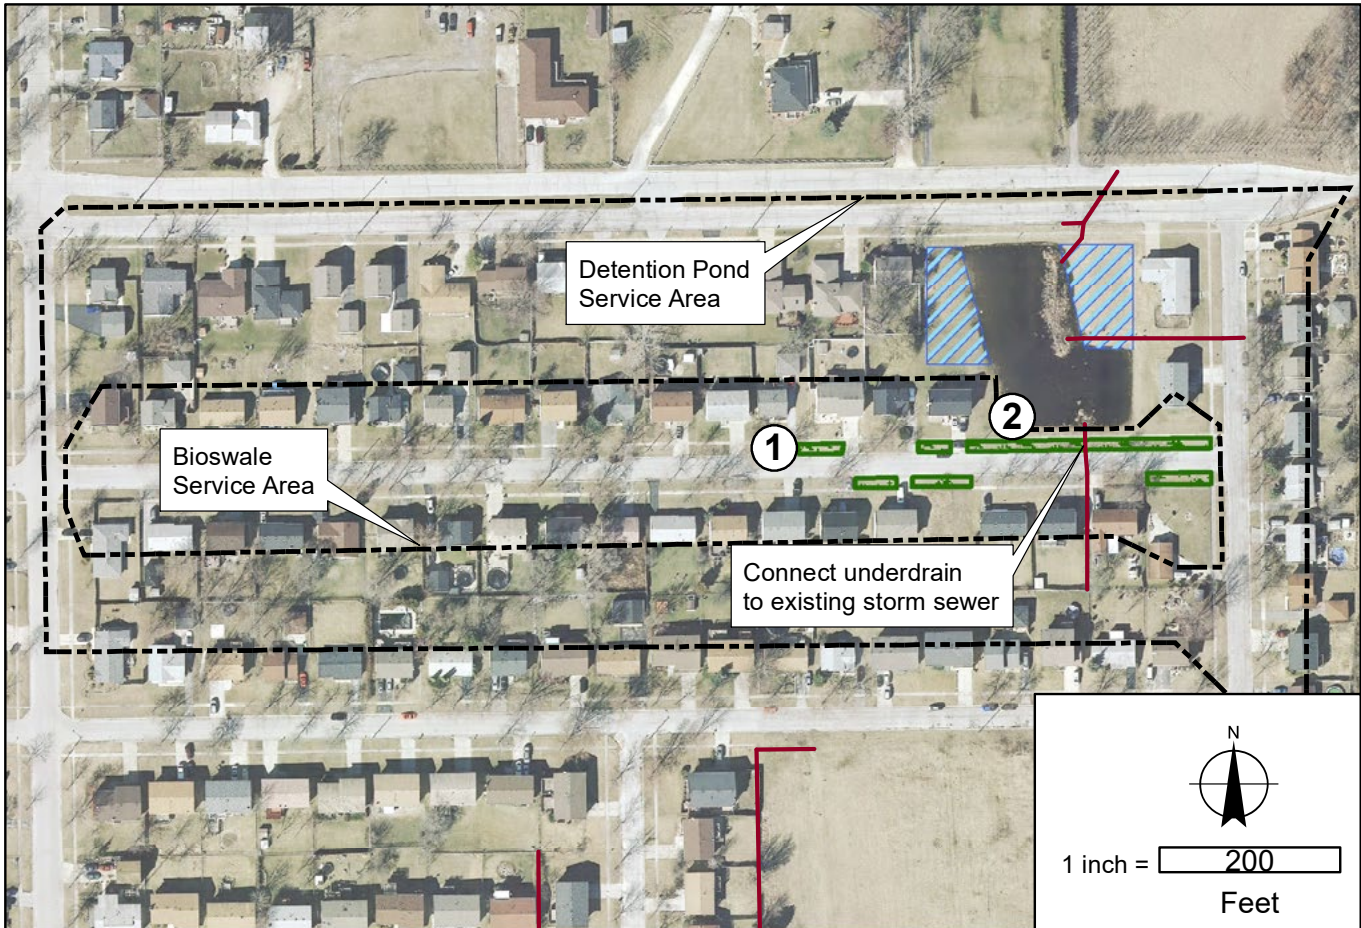 Detention Pond
Service Area
Bioswale
Service Area
1
2
Connect underdrain
to existing storm sewer
N
1 inch = 200
Feet